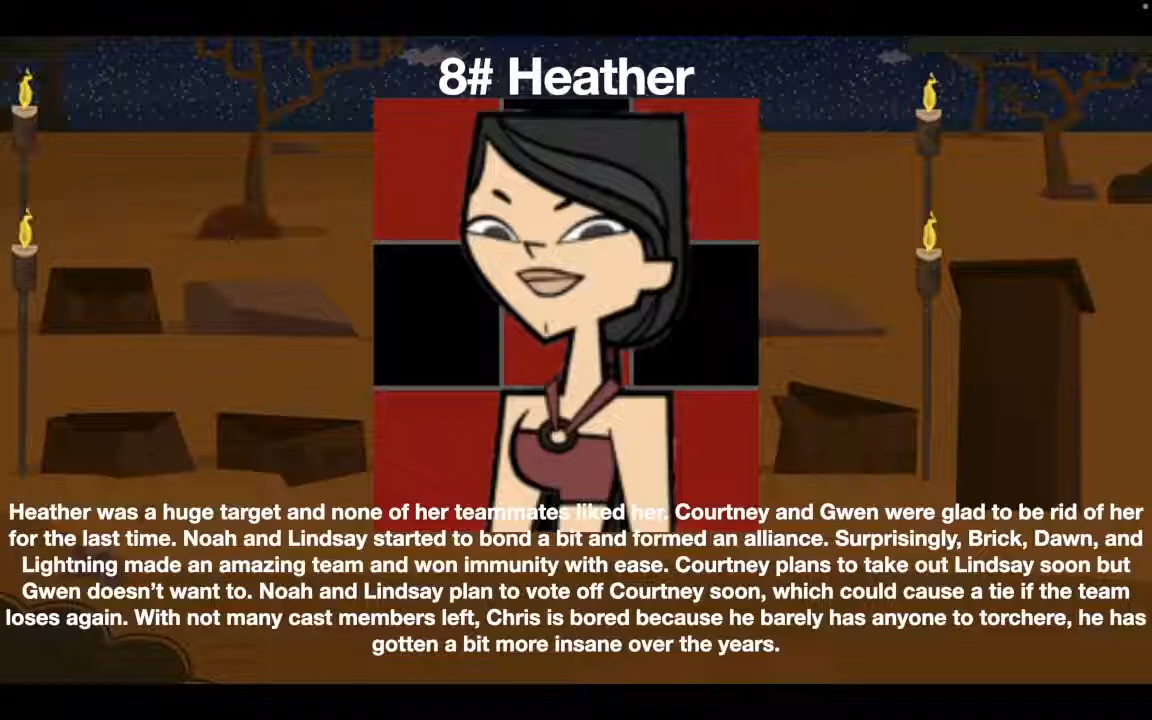 8# Heather
Heather was a huge target and none of her teammates liked her. Courtney and Gwen were glad to be rid of her
for the last time. Noah and Lindsay started to bond a bit and formed an alliance. Surprisingly, Brick, Dawn, and
Lightning made an amazing team and won immunity with ease. Courtney plans to take out Lindsay soon but
Gwen doesn’t want to. Noah and Lindsay plan to vote off Courtney soon, which could cause a tie if the team
loses again. With not many cast members left, Chris is bored because he barely has anyone to torchere, he has
gotten a bit more insane over the years.